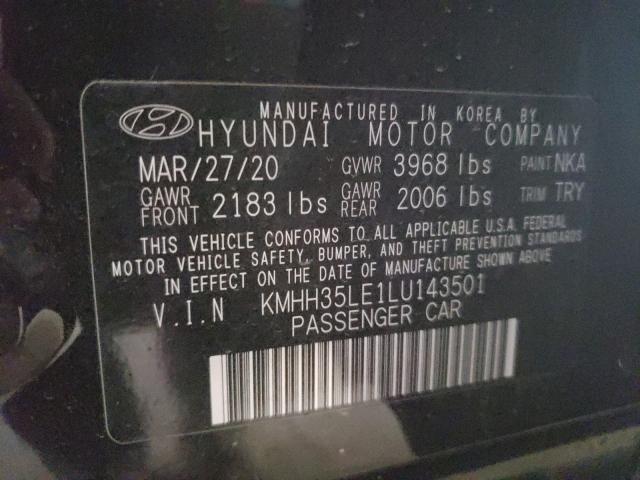 MANUFACTURED IN KOREA BY
HYUNDAI MOTOR COMPANY
MAR/27/20 GVWR 3968 lbs PAINT NKA
GAWR FRONT 2183 lbs GAWR REAR 2006 lbs TRIM TRY
THIS VEHICLE CONFORMS TO ALL APPLICABLE U.S.A. FEDERAL
MOTOR VEHICLE SAFETY, BUMPER, AND THEFT PREVENTION STANDARDS
IN EFFECT ON THE DATE OF MANUFACTURE SHOWN ABOVE
V.I.N KMHH35LE1LU143501
PASSENGER CAR